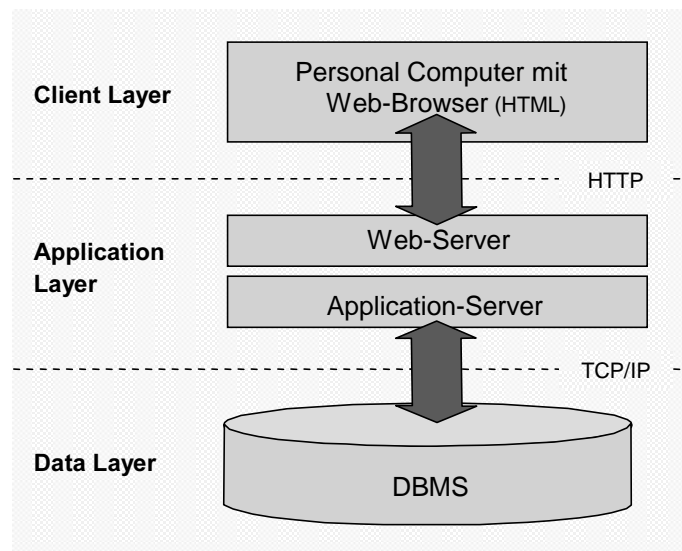 Client Layer
Personal Computer mit
Web-Browser (HTML)
HTTP
Application
Layer
Web-Server
Application-Server
TCP/IP
Data Layer
DBMS